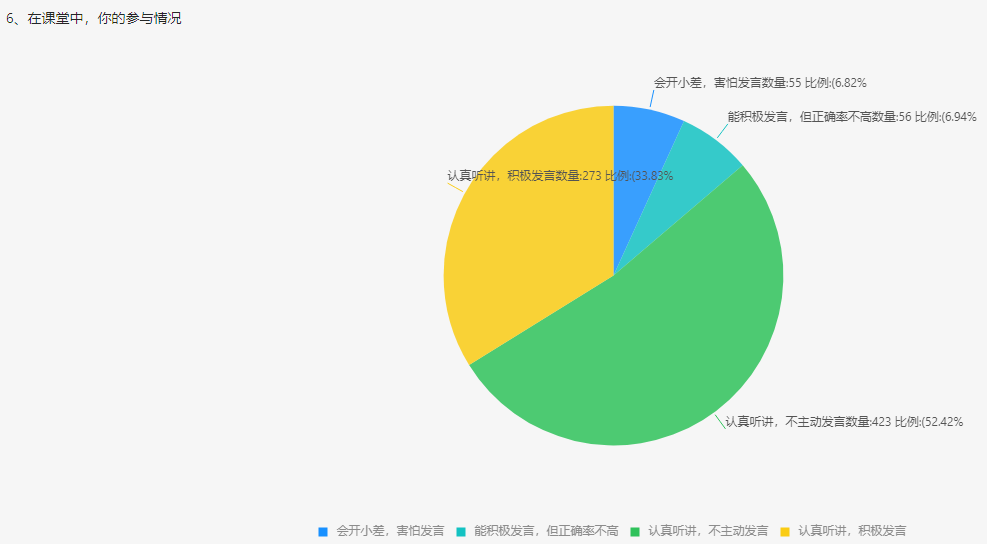 6、在课堂中，你的参与情况
会开小差，害怕发言数量:55 比例:(6.82%
能积极发言，但正确率不高数量:56 比例:(6.94%
认真听讲，积极发言数量:273 比例:(33.83%
认真听讲，不主动发言数量:423 比例:(52.42%
会开小差，害怕发言 能积极发言，但正确率不高 认真听讲，不主动发言 认真听讲，积极发言